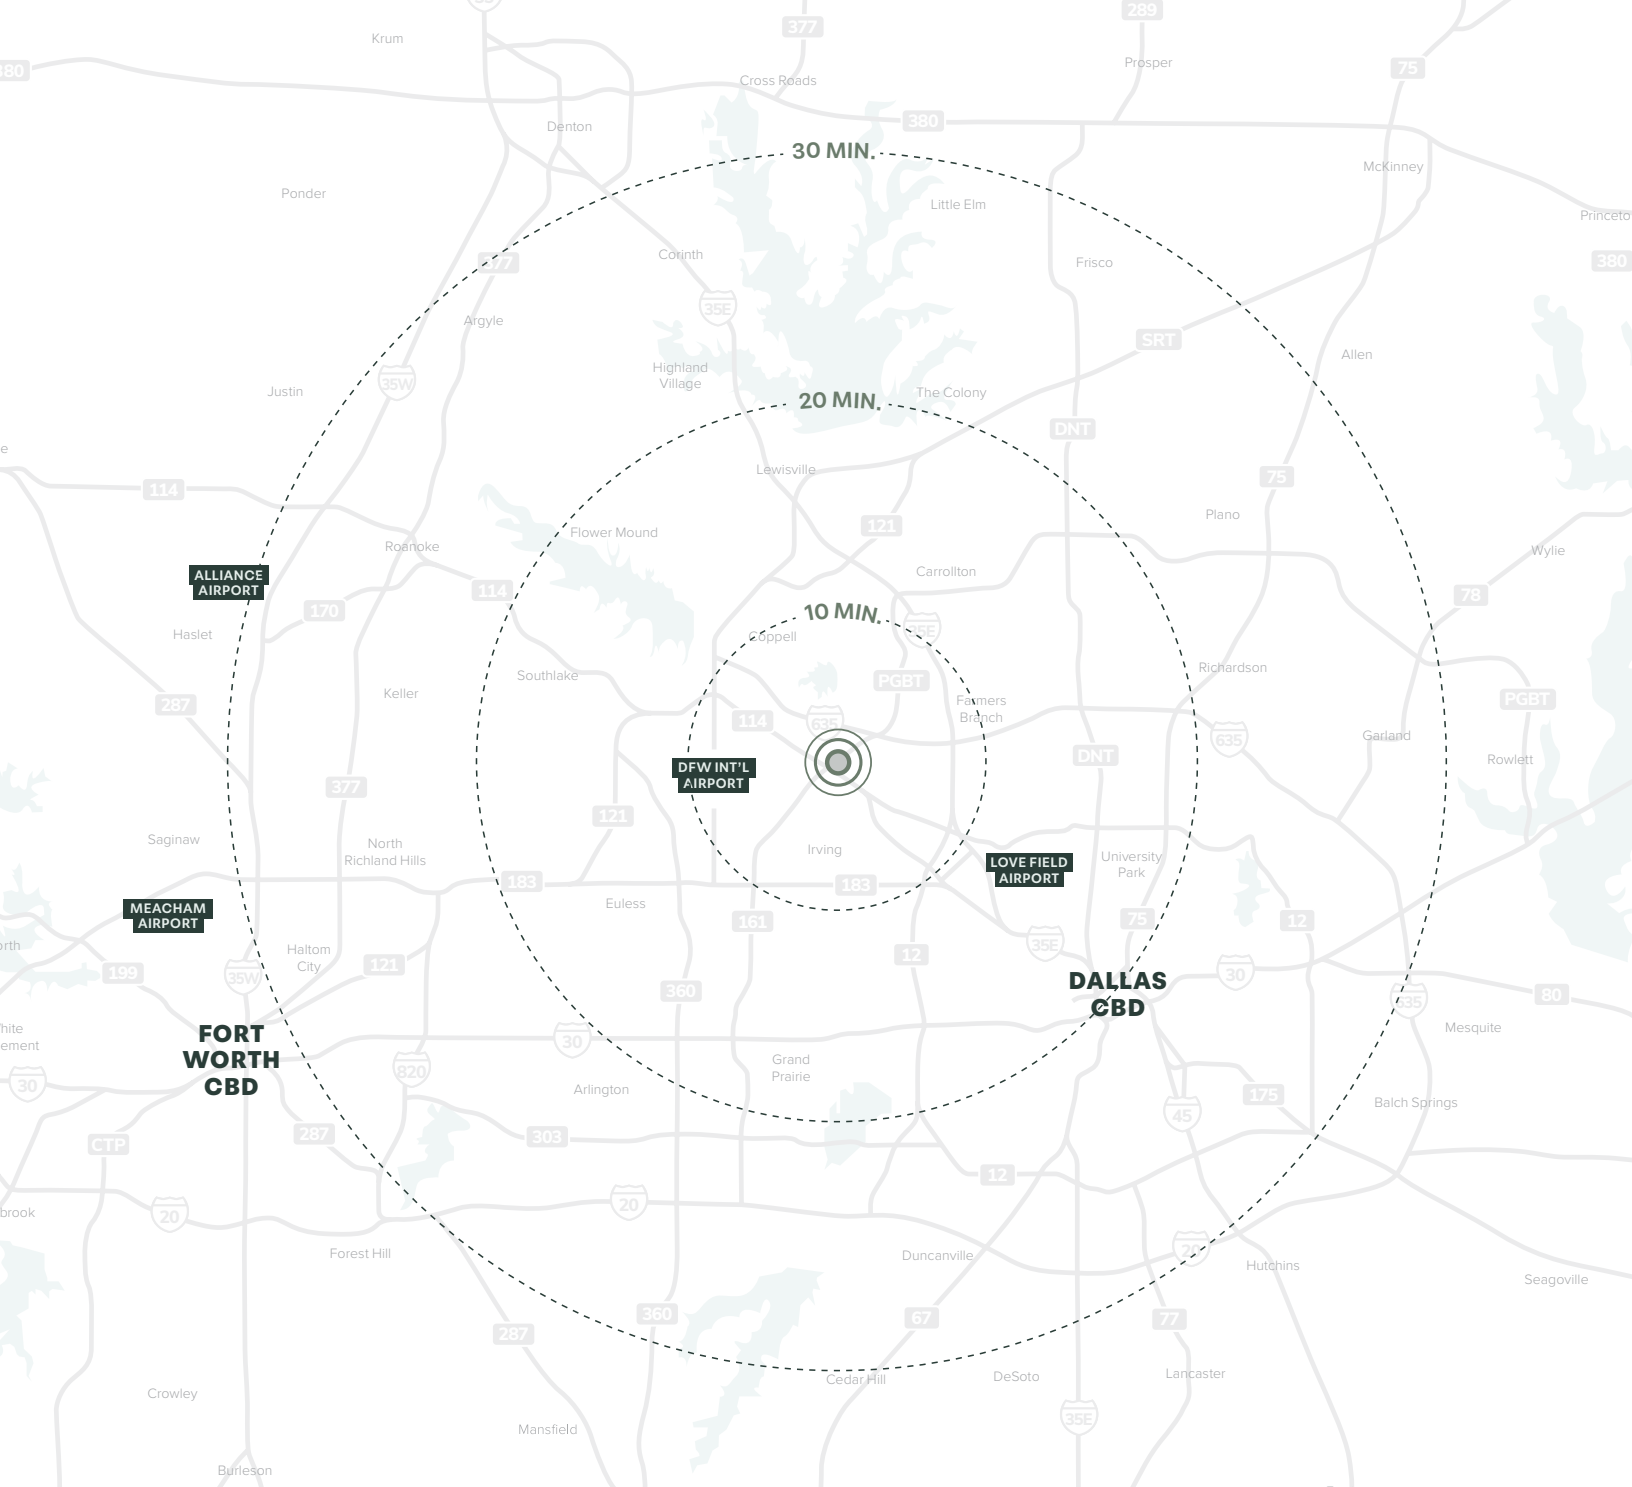 Krum
377
289
Prosper
75
380
Cross Roads
380
Denton
30 MIN.
McKinney
Ponder
Little Elm
Princeto
Corinth
377
Frisco
380
35E
Argyle
SRT
Allen
Highland
Village
35W
Justin
The Colony
20 MIN.
DNT
e
Lewisville
75
114
Plano
121
Flower Mound
Roanoke
Wylie
Carrollton
ALLIANCE
AIRPORT
114
78
170
10 MIN.
35E
Haslet
Coppell
Richardson
Southlake
PGBT
Keller
Farmers
Branch
PGBT
287
114
635
635
Garland
DNT
Rowlett
DFW INT'L
AIRPORT
377
121
Saginaw
North
Richland Hills
Irving
University
Park
LOVE FIELD
AIRPORT
183
183
Euless
MEACHAM
AIRPORT
161
75
12
35E
orth
Haltom
City
12
121
199
35W
30
DALLAS
CBD
360
80
635
hite
ement
FORT
WORTH
CBD
30
Mesquite
Grand
Prairie
820
30
Arlington
175
Balch Springs
45
287
303
CTP
12
20
20
brook
20
Forest Hill
Duncanville
Hutchins
Seagoville
360
67
77
287
Cedar Hill
DeSoto
Lancaster
Crowley
35E
Mansfield
Burleson